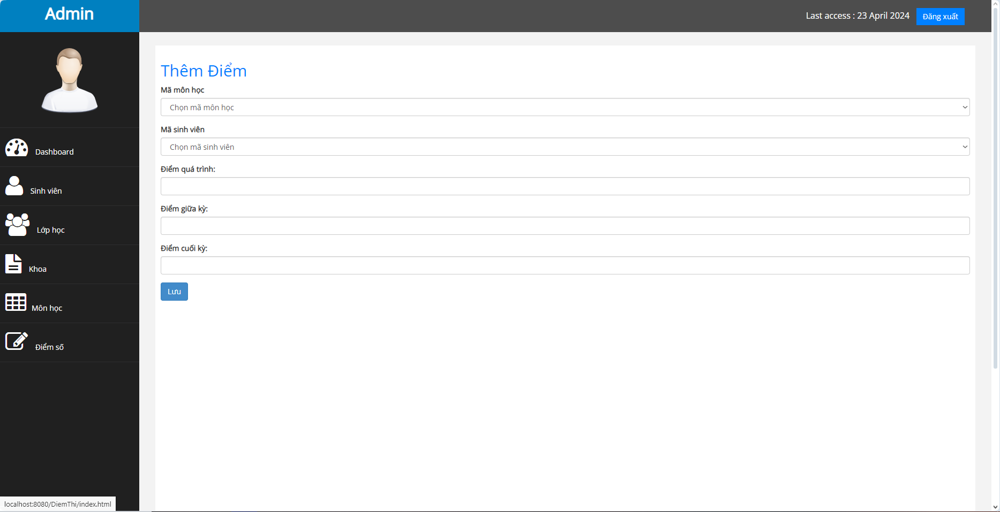 Admin
Last access : 23 April 2024
Đăng xuất
Dashboard
Sinh viên
Lớp học
Khoa
Môn học
Điểm số
Thêm Điểm
Mã môn học
Chọn mã môn học
Mã sinh viên
Chọn mã sinh viên
Điểm quá trình:
Điểm giữa kỳ:
Điểm cuối kỳ:
Lưu
localhost:8080/DiemThi/index.html